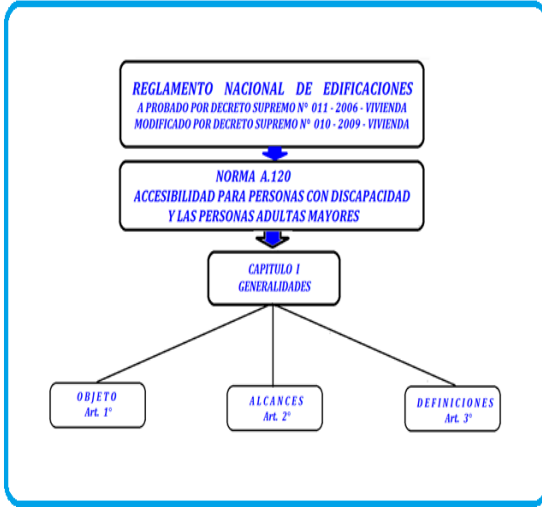 REGLAMENTO NACIONAL DE EDIFICACIONES
A PROBADO POR DECRETO SUPREMO N° 011 - 2006 - VIVIENDA
MODIFICADO POR DECRETO SUPREMO N° 010 - 2009 - VIVIENDA
NORMA A.120
ACCESIBILIDAD PARA PERSONAS CON DISCAPACIDAD
Y LAS PERSONAS ADULTAS MAYORES
CAPITULO I
GENERALIDADES
OBJETO
Art. 1°
ALCANCES
Art. 2°
DEFINICIONES
Art. 3°